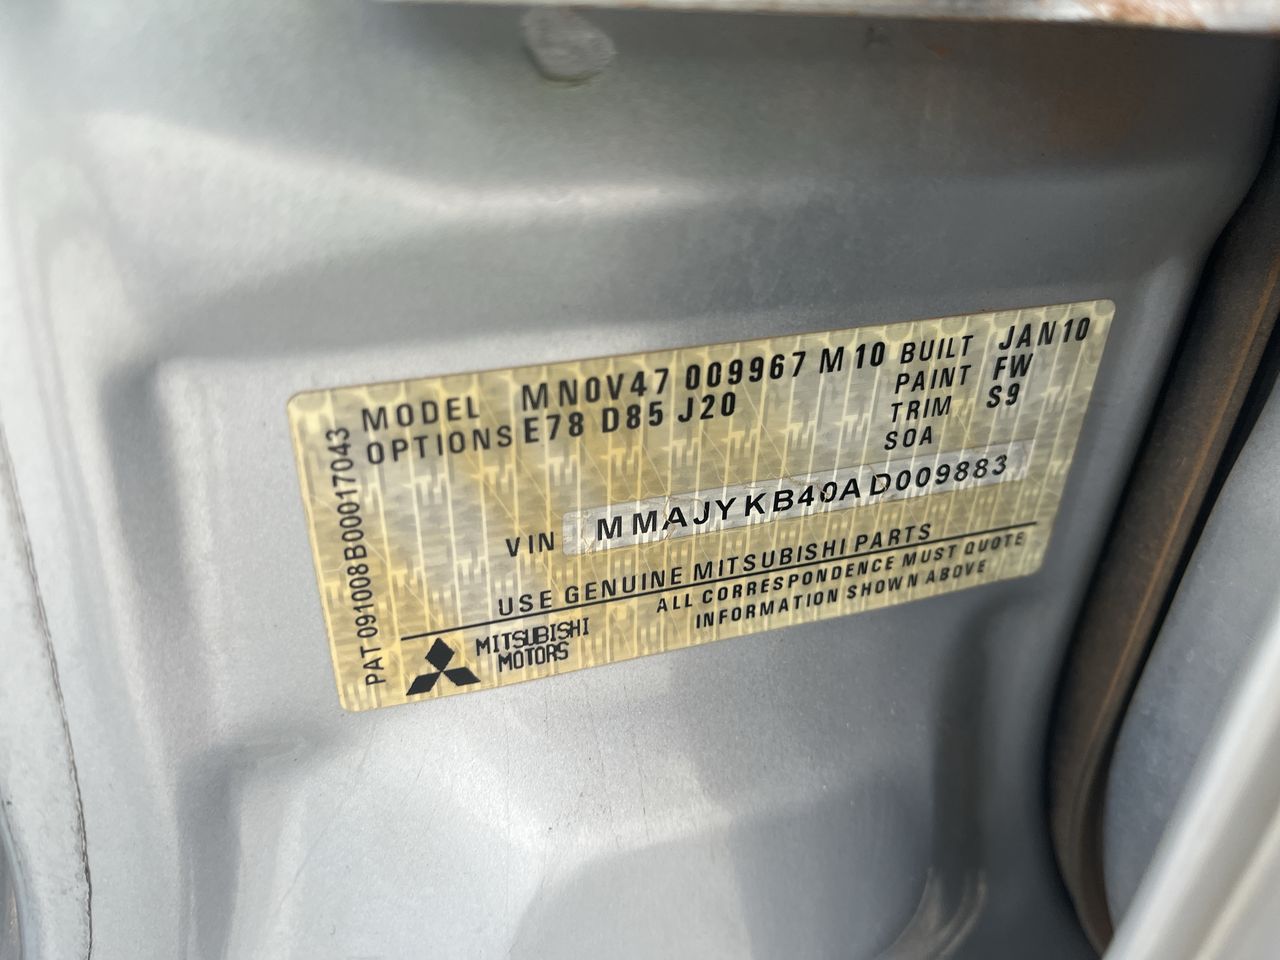 MODEL MN0V47 009967 M10 BUILT JAN10
OPTIONS E78 D85 J20 PAINT FW
TRIM S9
SOA
VIN MMAJYKB40AD009883
USE GENUINE MITSUBISHI PARTS
ALL CORRESPONDENCE MUST QUOTE
INFORMATION SHOWN ABOVE
MITSUBISHI
MOTORS
PAT 091008B00017043